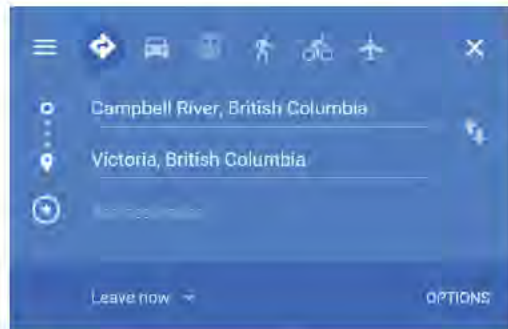 Campbell River, British Columbia
Victoria, British Columbia
Leave now
OPTIONS